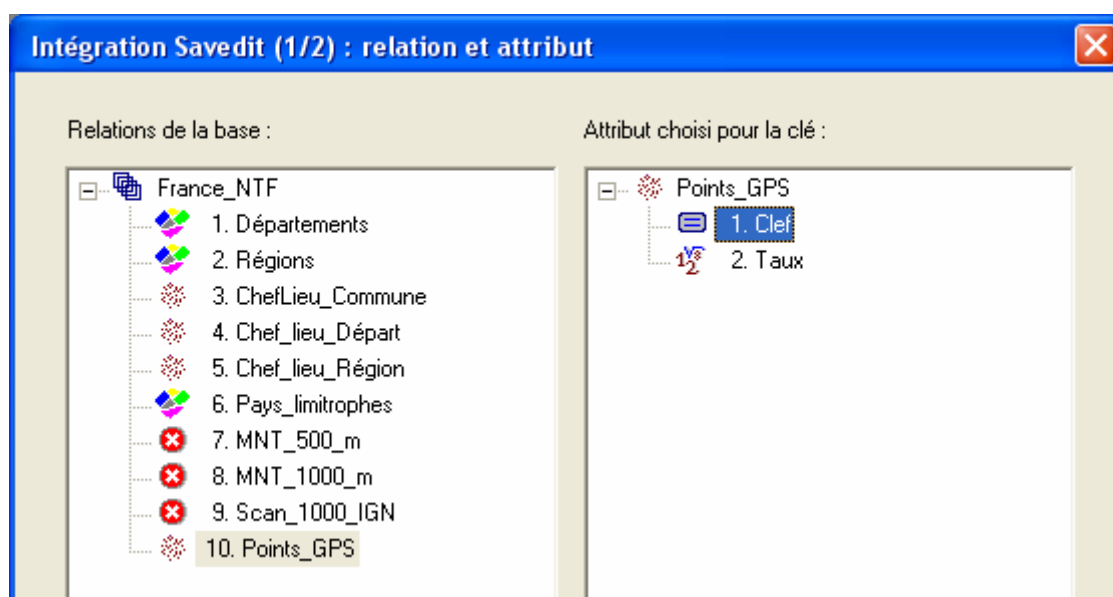 Intégration Savedit (1/2) : relation et attribut
Relations de la base :
France_NTF
1. Départements
2. Régions
3. ChefLieu_Commune
4. Chef_lieu_Départ
5. Chef_lieu_Région
6. Pays_limitrophes
7. MNT_500_m
8. MNT_1000_m
9. Scan_1000_IGN
10. Points_GPS
Attribut choisi pour la clé :
Points_GPS
1. Clef
2. Taux